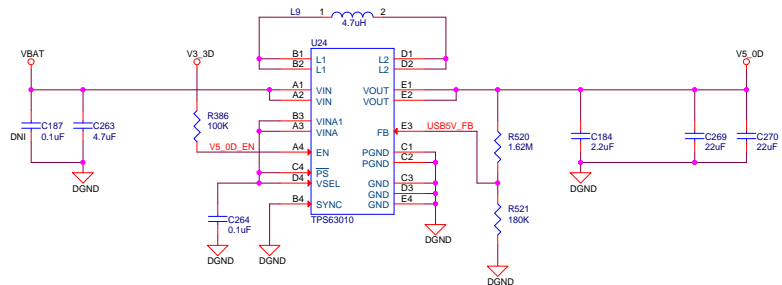 L9 1 2
4.7uH
VBAT V3_3D U24 V5_0D
B1 L1 L2 D1
B2 L1 L2 D2
A1 VIN VOUT E1
A2 VIN VOUT E2
C187
0.1uF
DNI
C263
4.7uF
R386
100K
B3 VINA1
A3 VINA FB E3 USB5V_FB
R520
1.62M
C184
2.2uF
C269
22uF
C270
22uF
V5_0D_EN A4 EN PGND C1
PGND C2
C4 PS
D4 VSEL GND C3
GND D3
B4 SYNC GND E4
TPS63010
C264
0.1uF
R521
180K
DGND
DGND
DGND
DGND
DGND
DGND